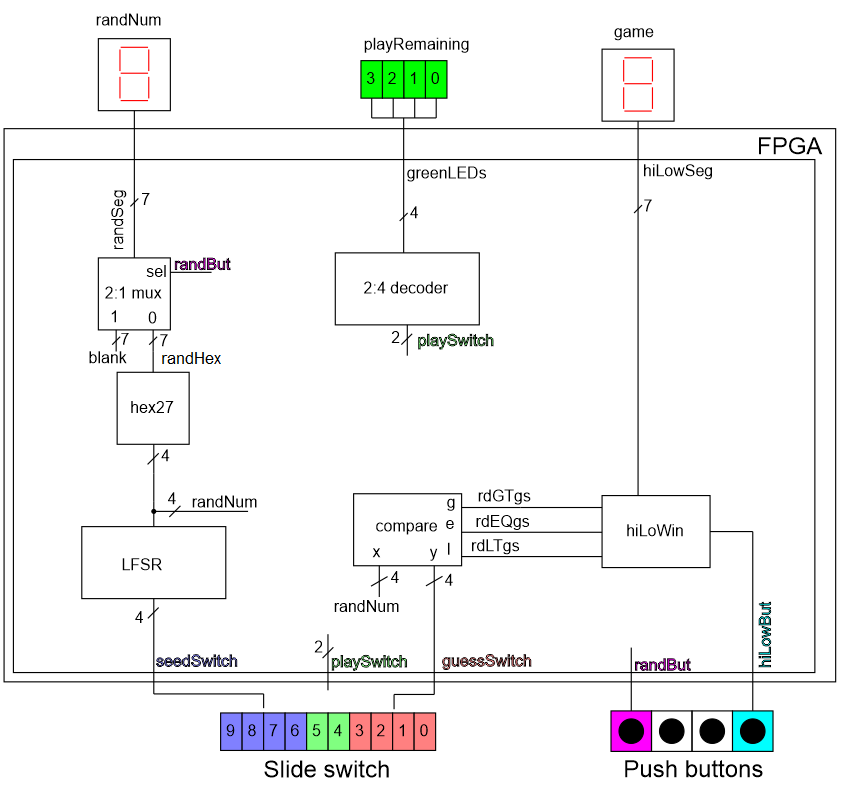 randNum
playRemaining
game
3 2 1 0
FPGA
greenLEDs
hiLowSeg
randSeg
7
4
7
sel
randBut
2:1 mux
1 0
2:4 decoder
7
7
2
playSwitch
blank
randHex
hex27
4
4
randNum
g
rdGTgs
compare
e
rdEQgs
hiLoWin
x
y
l
rdLTgs
LFSR
4
4
randNum
4
hiLowBut
2
seedSwitch
playSwitch
guessSwitch
randBut
9 8 7 6 5 4 3 2 1 0
Slide switch
Push buttons